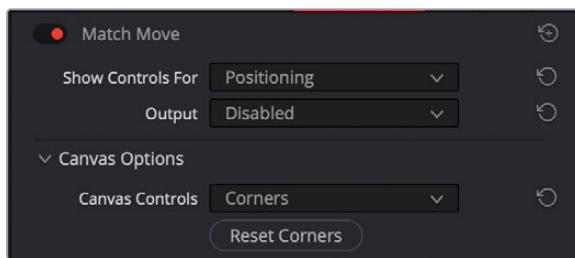 Match Move
Show Controls For Positioning
Output Disabled
Canvas Options
Canvas Controls Corners
Reset Corners